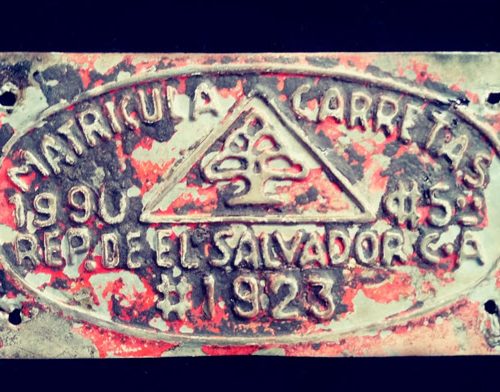 MATRICULA CARRETAS
1990 ₡5:
REP. DE EL SALVADOR C A
#1923